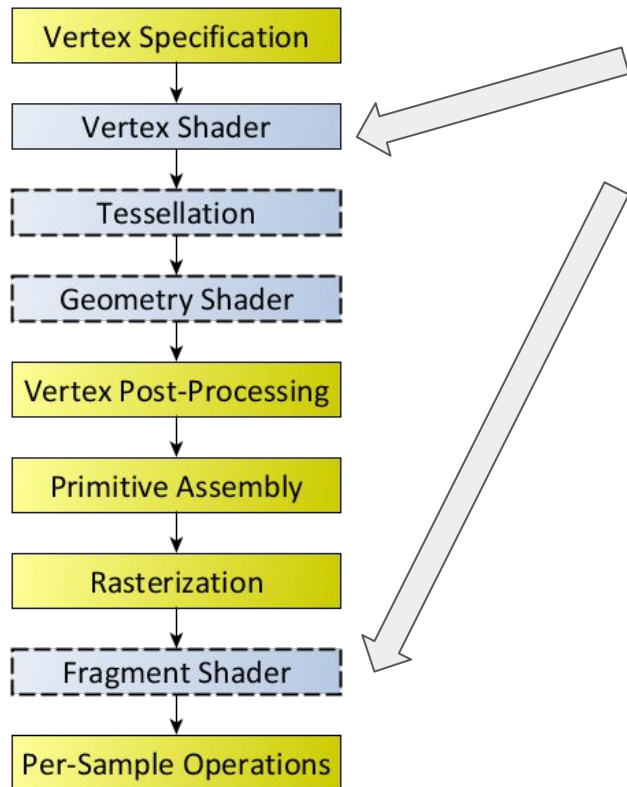 Vertex Specification
Vertex Shader
Tessellation
Geometry Shader
Vertex Post-Processing
Primitive Assembly
Rasterization
Fragment Shader
Per-Sample Operations